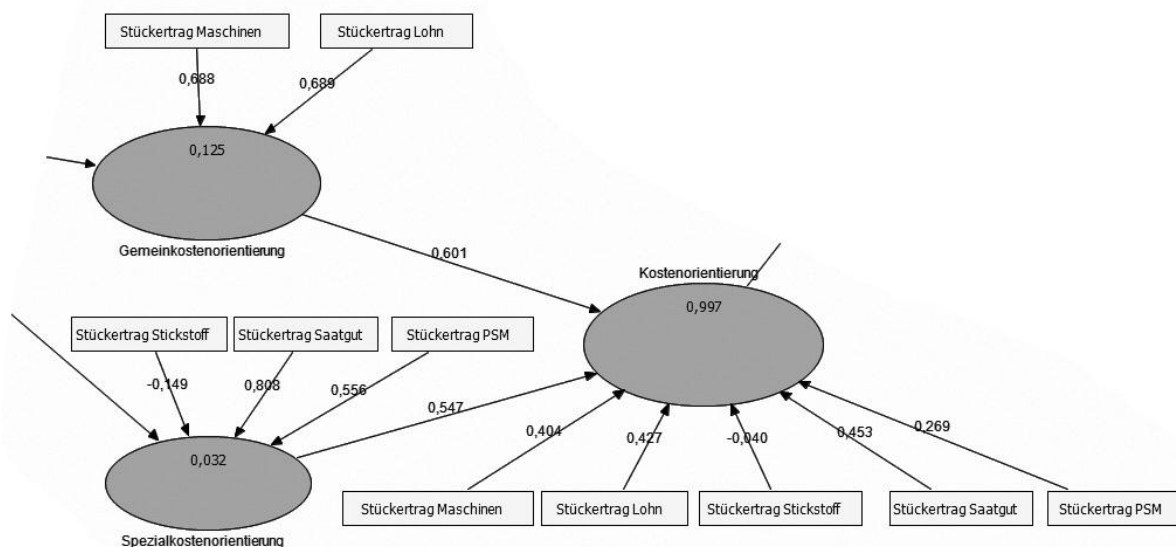 Stückertrag Maschinen
Stückertrag Lohn
0,688
0,689
0,125
Gemeinkostenorientierung
0,601
Kostenorientierung
0,997
Stückertrag Stickstoff
Stückertrag Saatgut
Stückertrag PSM
-0,149
0,808
0,556
0,547
0,032
Spezialkostenorientierung
0,404
0,427
-0,040
0,453
0,269
Stückertrag Maschinen
Stückertrag Lohn
Stückertrag Stickstoff
Stückertrag Saatgut
Stückertrag PSM